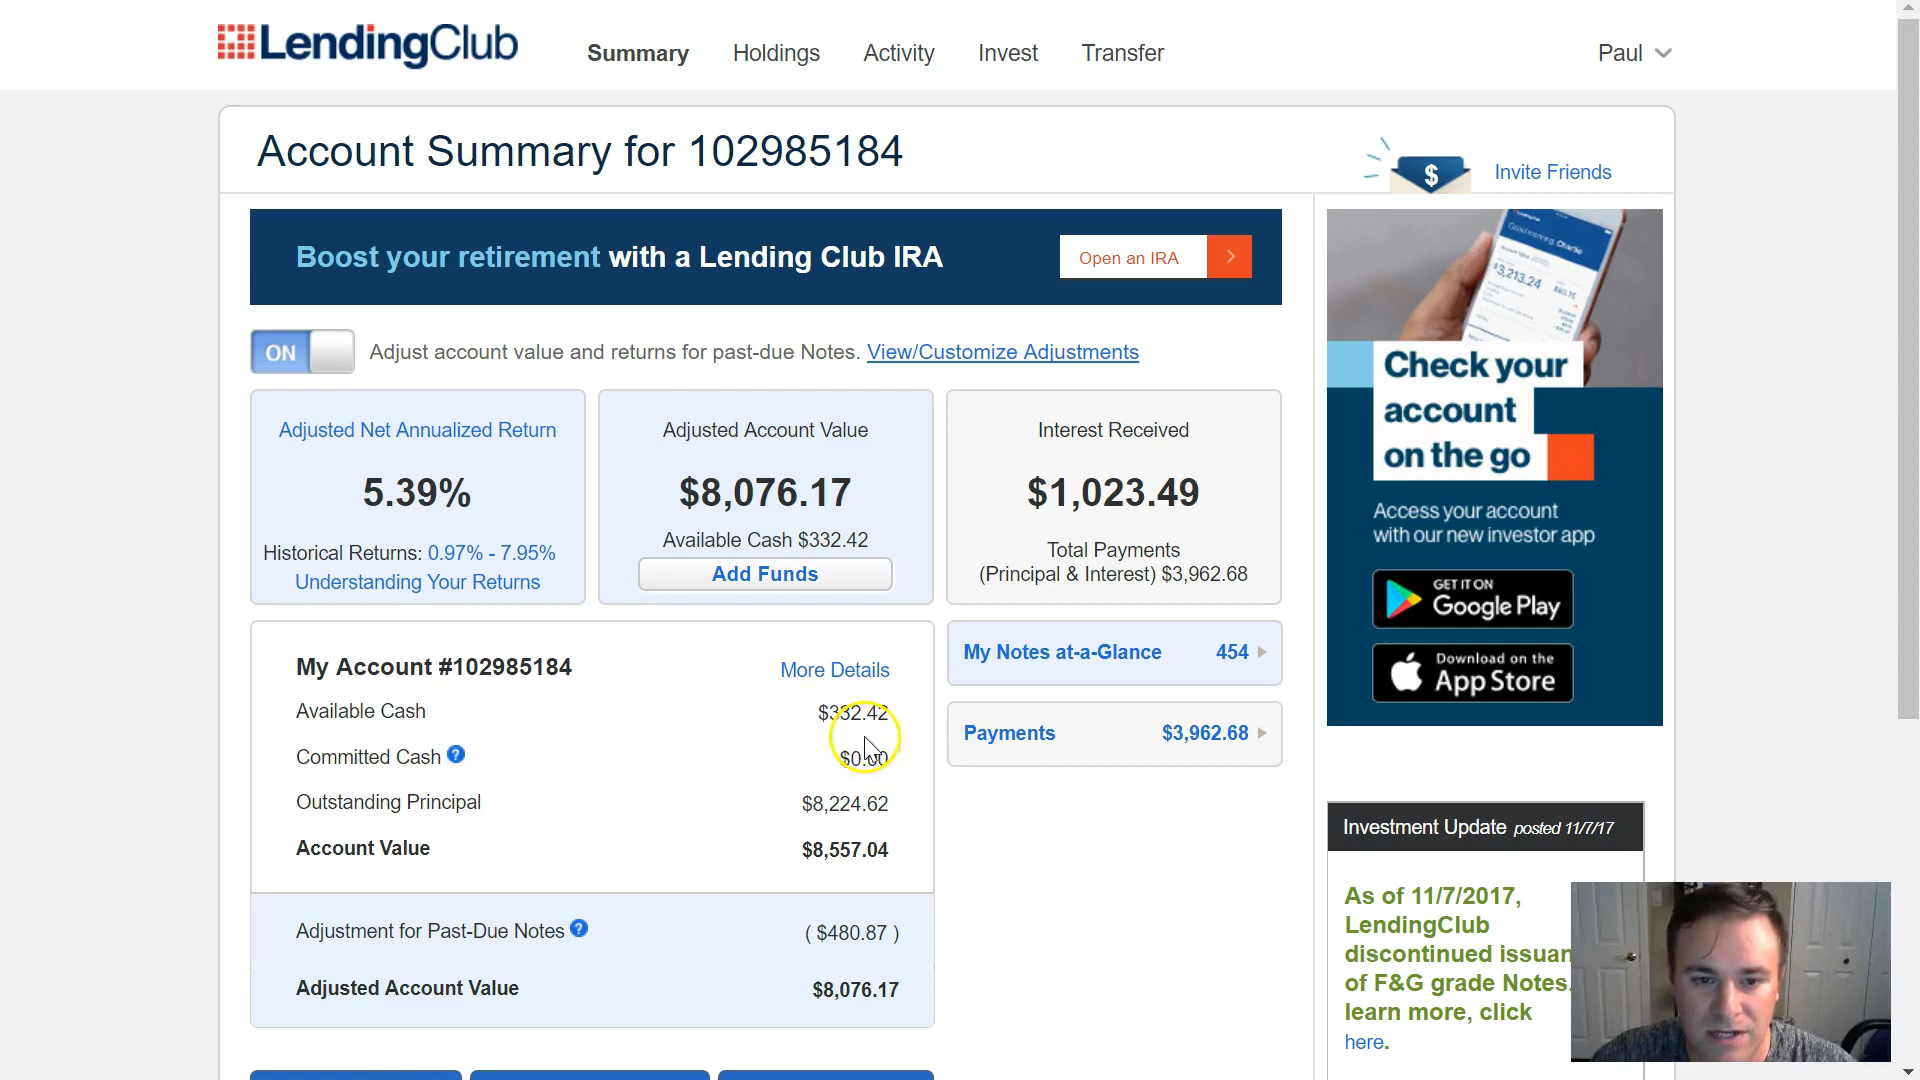 LendingClub
Summary Holdings Activity Invest Transfer
Paul
Account Summary for 102985184
$
Invite Friends
Boost your retirement with a Lending Club IRA
Open an IRA
ON
Adjust account value and returns for past-due Notes. View/Customize Adjustments
Adjusted Net Annualized Return
5.39%
Historical Returns: 0.97% - 7.95%
Understanding Your Returns
Adjusted Account Value
$8,076.17
Available Cash $332.42
Add Funds
Interest Received
$1,023.49
Total Payments
(Principal & Interest) $3,962.68
My Account #102985184
More Details
Available Cash $332.42
Committed Cash ? $0.00
Outstanding Principal $8,224.62
Account Value $8,557.04
Adjustment for Past-Due Notes ? ( $480.87 )
Adjusted Account Value $8,076.17
My Notes at-a-Glance 454
Payments $3,962.68
$3,213.24
Check your
account
on the go
Access your account
with our new investor app
GET IT ON
Google Play
Download on the
App Store
Investment Update posted 11/7/17
As of 11/7/2017,
LendingClub
discontinued issuan
of F&G grade Notes.
learn more, click
here.